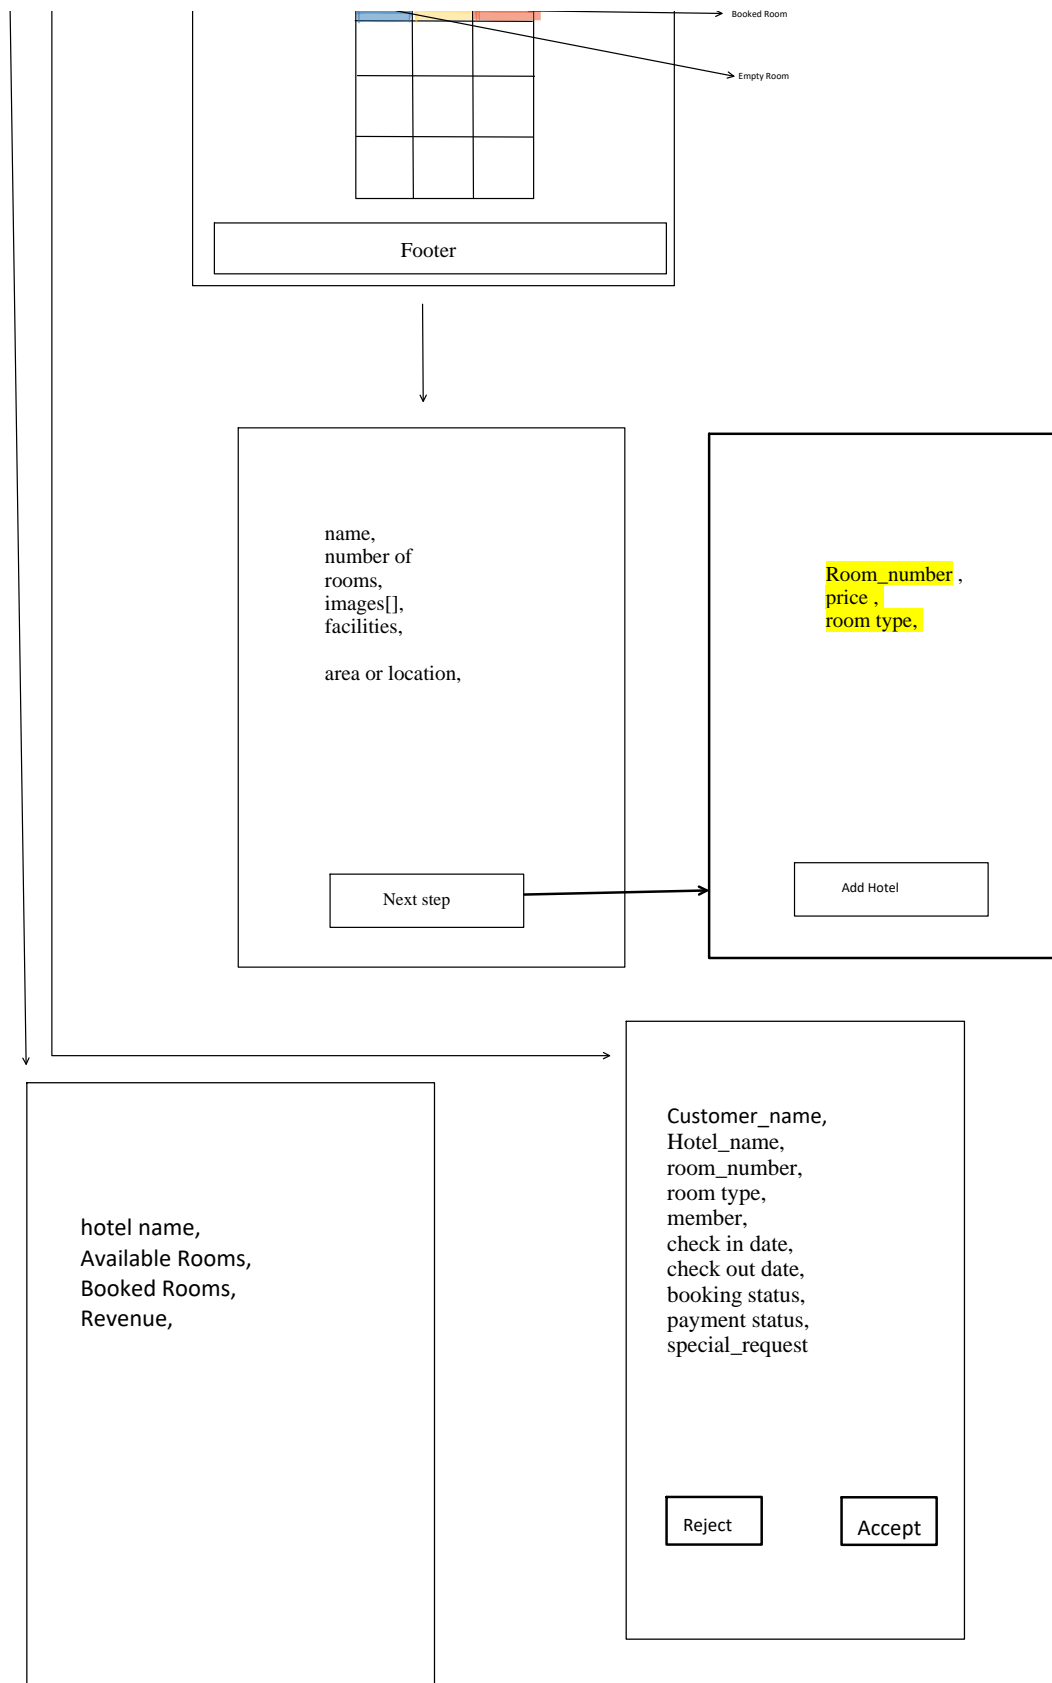 Booked Room
Empty Room
Footer
name,
number of
rooms,
images[],
facilities,
area or location,
Next step
Room_number ,
price ,
room type,
Add Hotel
Customer_name,
Hotel_name,
room_number,
room type,
member,
check in date,
check out date,
booking status,
payment status,
special_request
Reject
Accept
hotel name,
Available Rooms,
Booked Rooms,
Revenue,